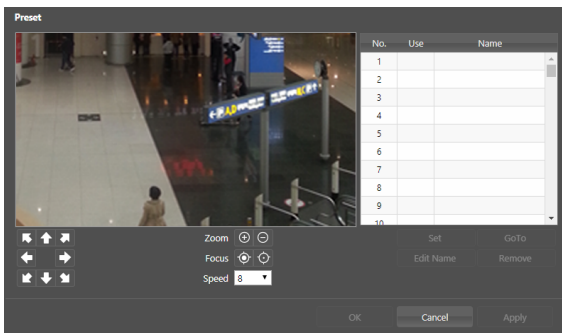 Preset
No. Use Name
1
2
3
4
5
6
7
8
9
10
A,D
B,C
Zoom
Focus
Speed 8
Set GoTo
Edit Name Remove
OK Cancel Apply